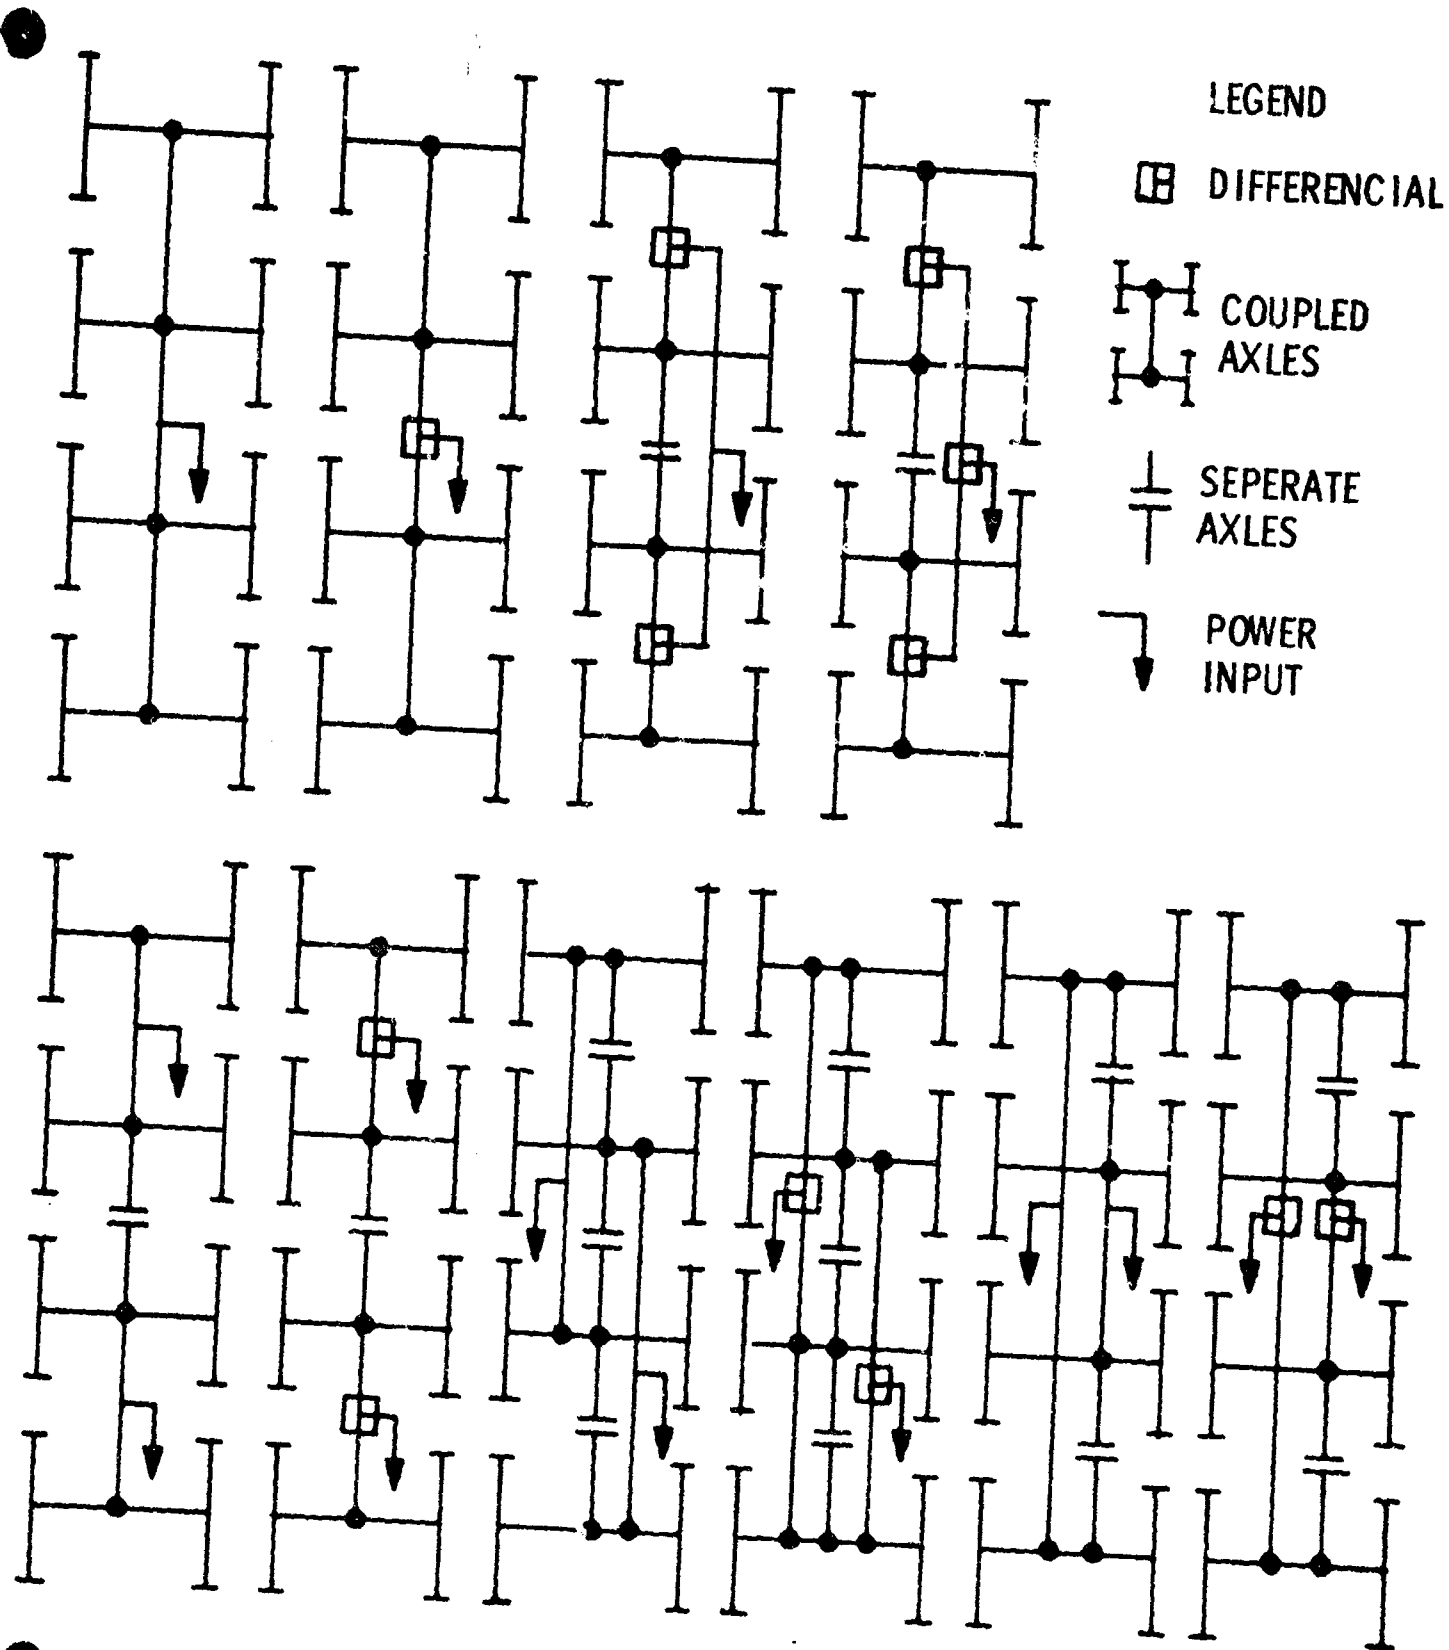 LEGEND
DIFFERENCIAL
COUPLED
AXLES
SEPERATE
AXLES
POWER
INPUT